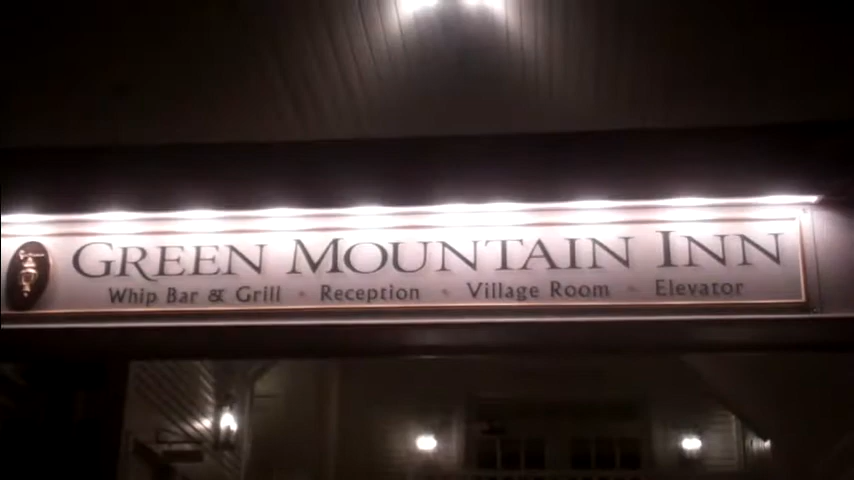 GREEN MOUNTAIN INN
Whip Bar & Grill • Reception • Village Room • Elevator